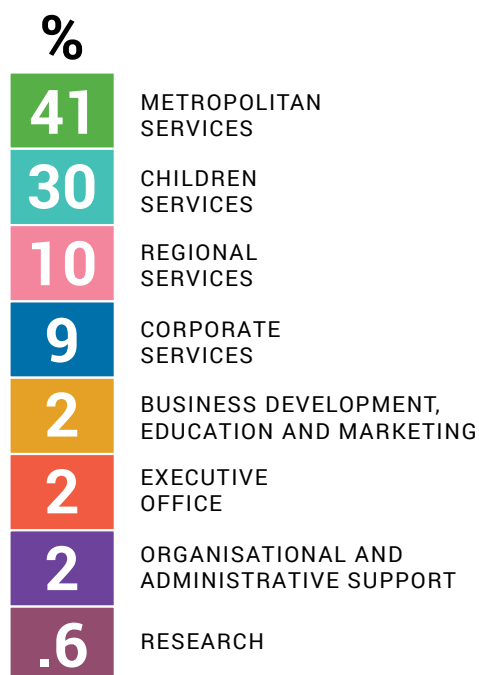 %
41 METROPOLITAN
SERVICES
30 CHILDREN
SERVICES
10 REGIONAL
SERVICES
9 CORPORATE
SERVICES
2 BUSINESS DEVELOPMENT,
EDUCATION AND MARKETING
2 EXECUTIVE
OFFICE
2 ORGANISATIONAL AND
ADMINISTRATIVE SUPPORT
.6 RESEARCH